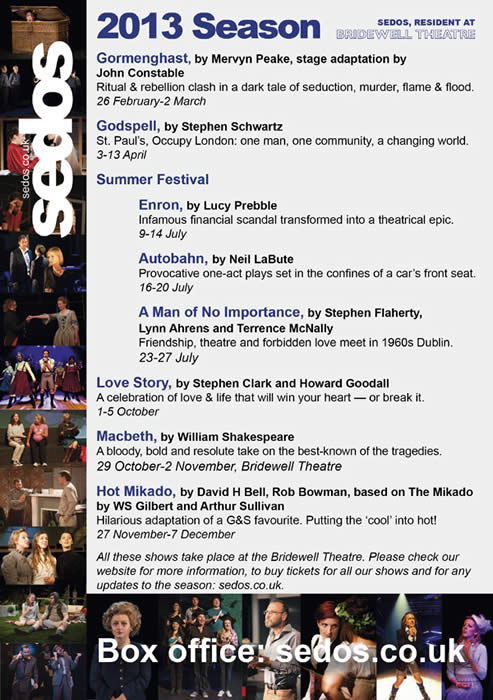 2013 Season
SEDOS, RESIDENT AT
BRIDEWELL THEATRE
sedos
sedos.co.uk
Gormenghast, by Mervyn Peake, stage adaptation by
John Constable
Ritual & rebellion clash in a dark tale of seduction, murder, flame & flood.
26 February-2 March
Godspell, by Stephen Schwartz
St. Paul's, Occupy London: one man, one community, a changing world.
3-13 April
Summer Festival
Enron, by Lucy Prebble
Infamous financial scandal transformed into a theatrical epic.
9-14 July
Autobahn, by Neil LaBute
Provocative one-act plays set in the confines of a car's front seat.
16-20 July
A Man of No Importance, by Stephen Flaherty,
Lynn Ahrens and Terrence McNally
Friendship, theatre and forbidden love meet in 1960s Dublin.
23-27 July
Love Story, by Stephen Clark and Howard Goodall
A celebration of love & life that will win your heart — or break it.
1-5 October
Macbeth, by William Shakespeare
A bloody, bold and resolute take on the best-known of the tragedies.
29 October-2 November, Bridewell Theatre
Hot Mikado, by David H Bell, Rob Bowman, based on The Mikado
by WS Gilbert and Arthur Sullivan
Hilarious adaptation of a G&S favourite. Putting the 'cool' into hot!
27 November-7 December
All these shows take place at the Bridewell Theatre. Please check our
website for more information, to buy tickets for all our shows and for any
updates to the season: sedos.co.uk.
Box office: sedos.co.uk